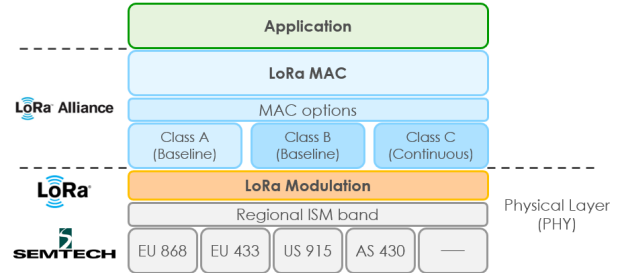 Application
LoRa MAC
LoRa Alliance
MAC options
Class A
(Baseline)
Class B
(Baseline)
Class C
(Continuous)
LoRa
LoRa Modulation
Regional ISM band
Physical Layer
(PHY)
SEMTECH
EU 868
EU 433
US 915
AS 430
—